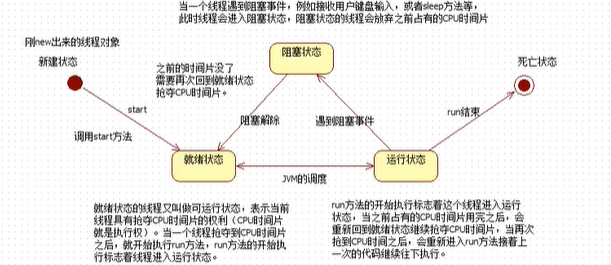 当一个线程遇到阻塞事件，例如接收用户键盘输入，或者sleep方法等，
此时线程会进入阻塞状态，阻塞状态的线程会放弃之前占有的CPU时间片
刚new出来的线程对象
新建状态
阻塞状态
死亡状态
之前的时间片没了
需要再次回到就绪状态
抢夺CPU时间片。
start
调用start方法
阻塞解除
遇到阻塞事件
run结束
就绪状态
运行状态
JVM的调度
就绪状态的线程又叫做可运行状态，表示当前
线程具有抢夺CPU时间片的权利（CPU时间片
就是执行权）。当一个线程抢夺到CPU时间片
之后，就开始执行run方法，run方法的开始执
行标志着线程进入运行状态。
run方法的开始执行标志着这个线程进入运行
状态，当之前占有的CPU时间片用完之后，会
重新回到就绪状态继续抢夺CPU时间片，当再次
抢到CPU时间之后，会重新进入run方法接着上
一次的代码继续往下执行。